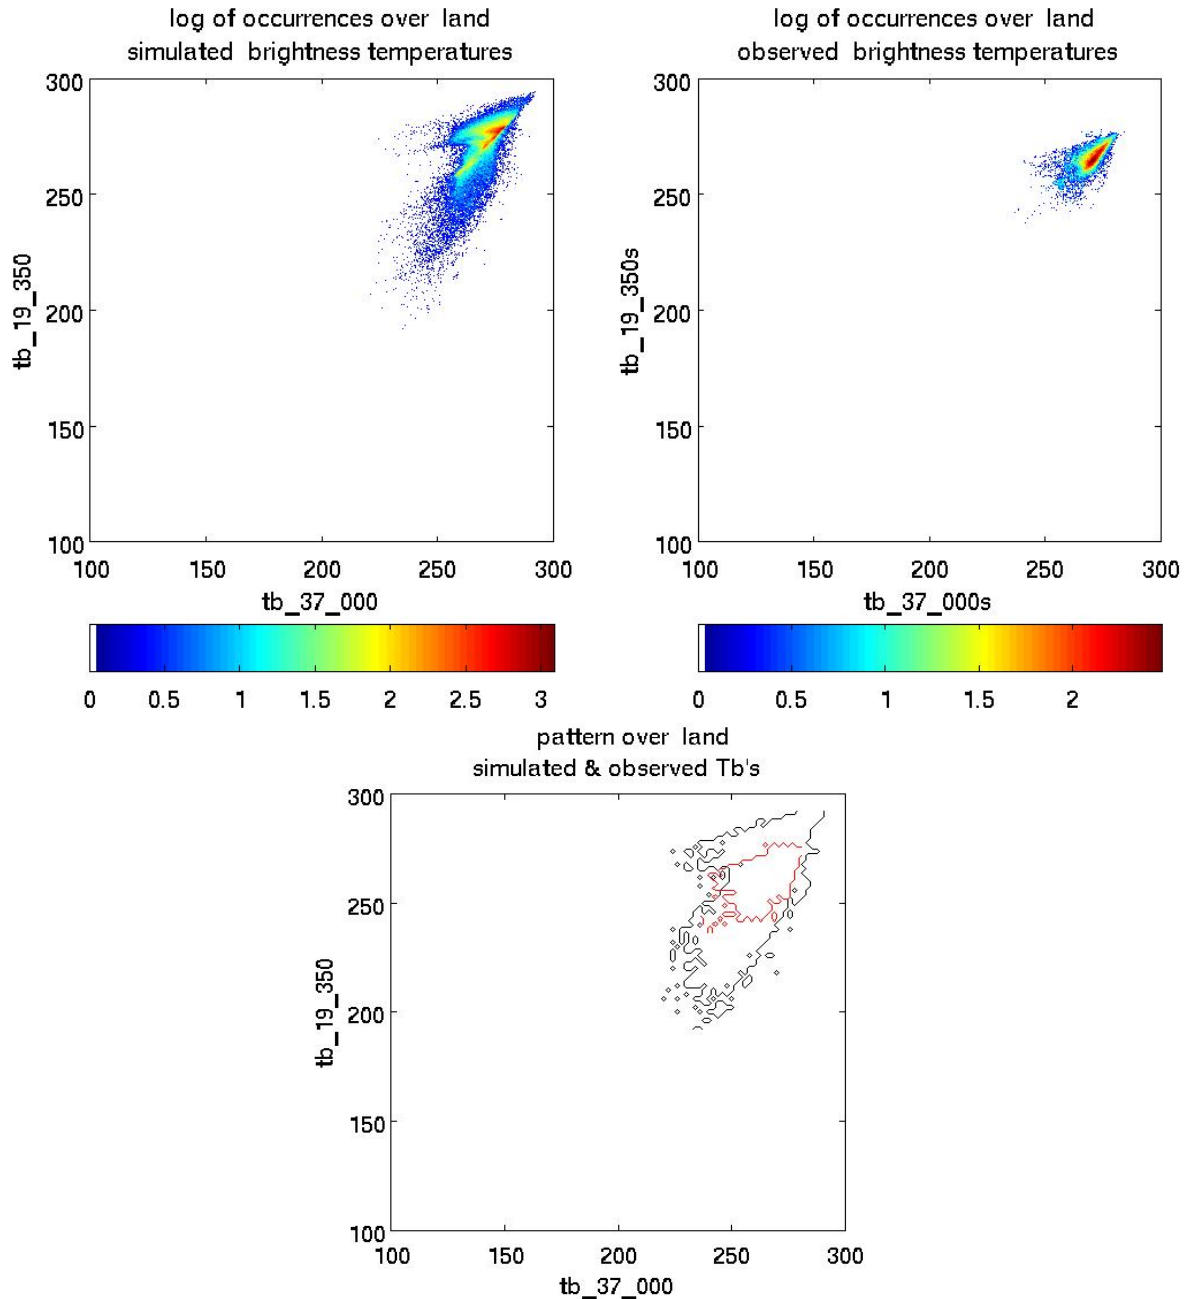 log of occurrences over land
simulated brightness temperatures
300
250
200
150
100
tb_19_350
100 150 200 250 300
tb_37_000
0 0.5 1 1.5 2 2.5 3
log of occurrences over land
observed brightness temperatures
300
250
200
150
100
tb_19_350s
100 150 200 250 300
tb_37_000s
0 0.5 1 1.5 2
pattern over land
simulated & observed Tb's
300
250
200
150
100
tb_19_350
100 150 200 250 300
tb_37_000